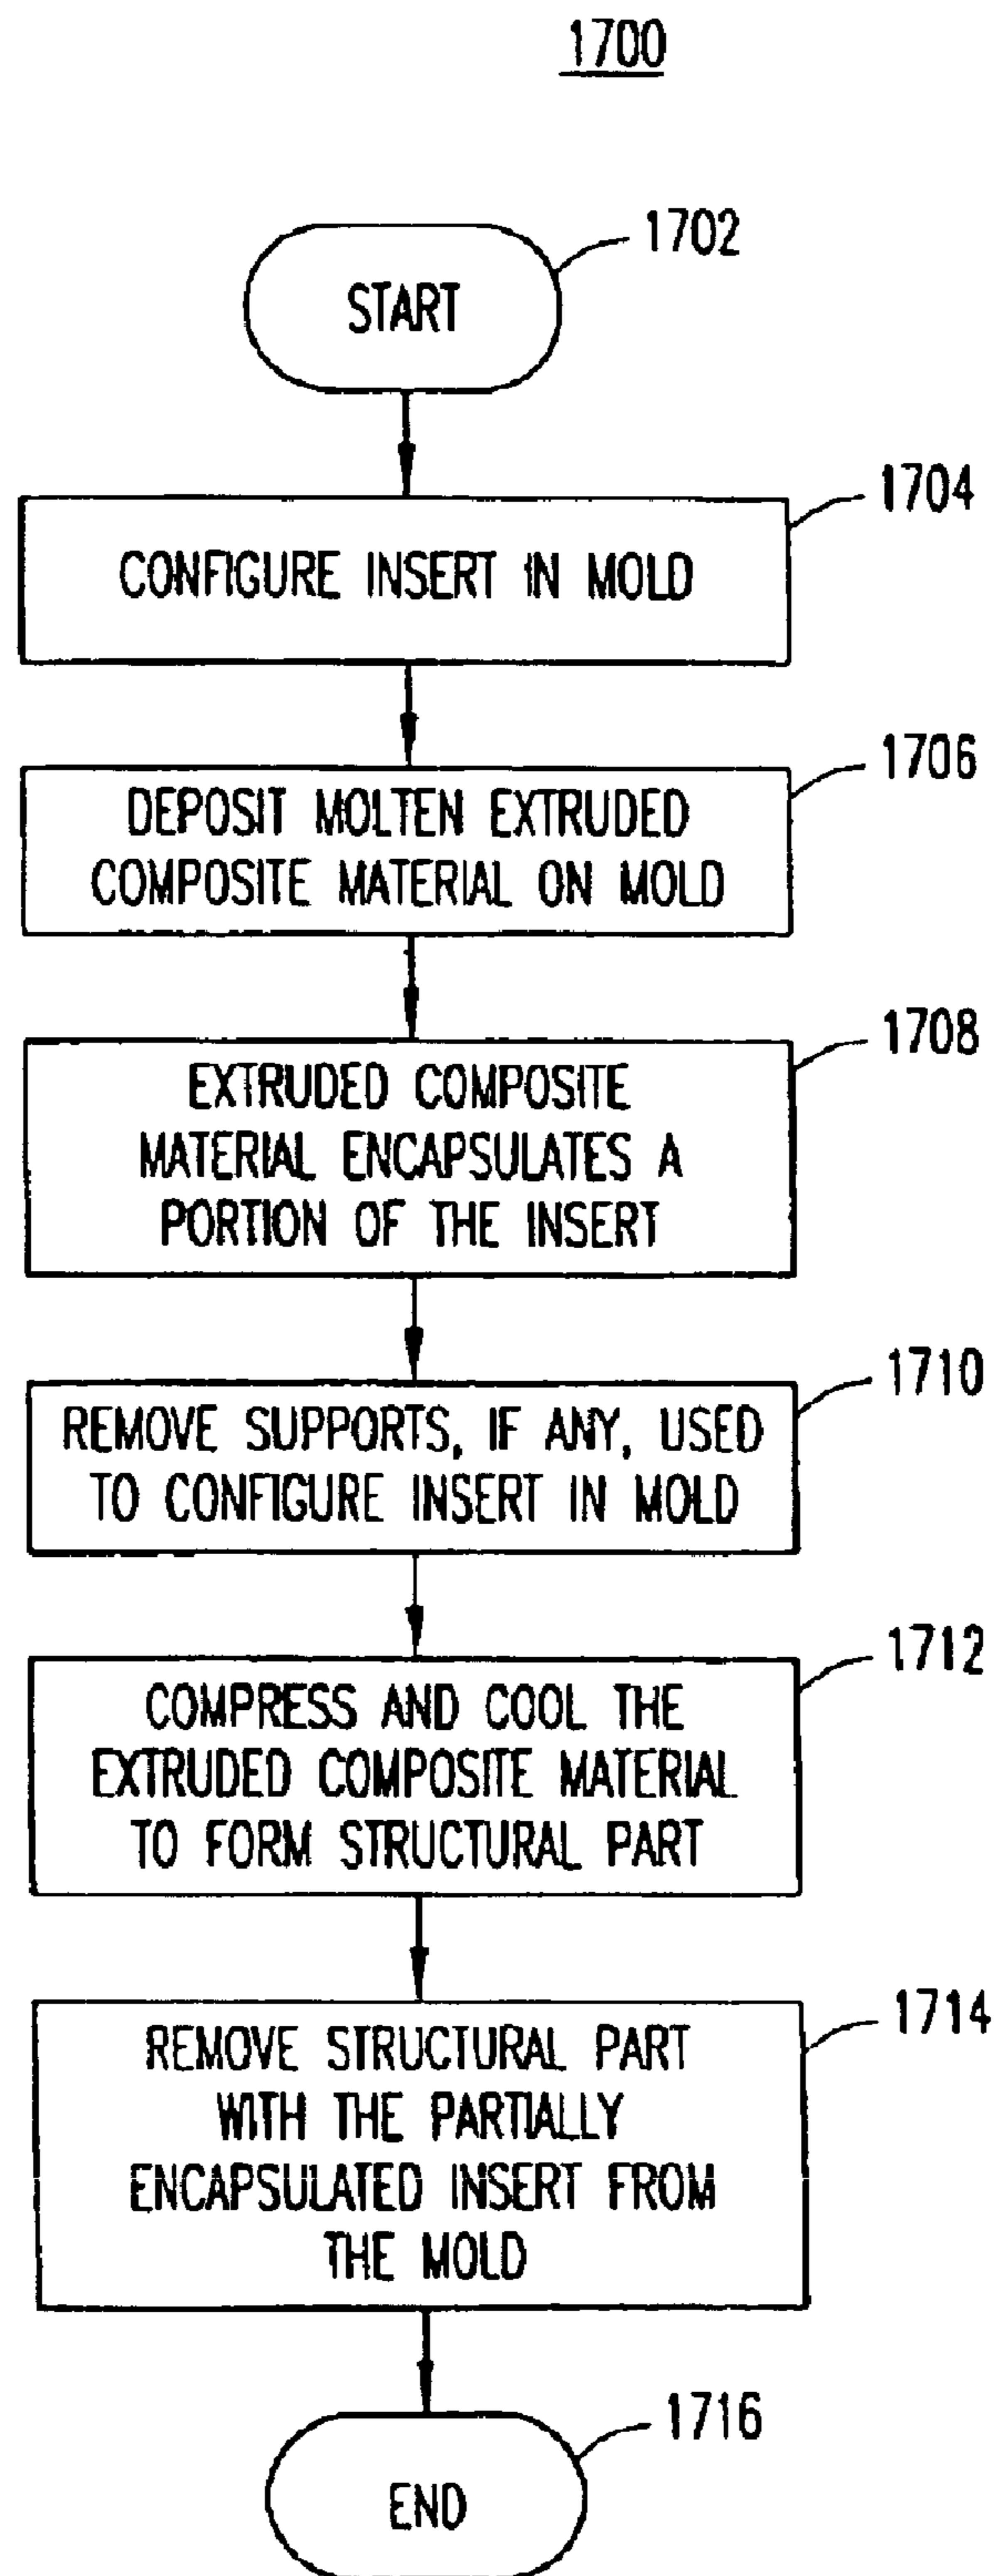 1700
1702
START
1704
CONFIGURE INSERT IN MOLD
1706
DEPOSIT MOLTEN EXTRUDED
COMPOSITE MATERIAL ON MOLD
1708
EXTRUDED COMPOSITE
MATERIAL ENCAPSULATES A
PORTION OF THE INSERT
1710
REMOVE SUPPORTS, IF ANY, USED
TO CONFIGURE INSERT IN MOLD
1712
COMPRESS AND COOL THE
EXTRUDED COMPOSITE MATERIAL
TO FORM STRUCTURAL PART
1714
REMOVE STRUCTURAL PART
WITH THE PARTIALLY
ENCAPSULATED INSERT FROM
THE MOLD
1716
END